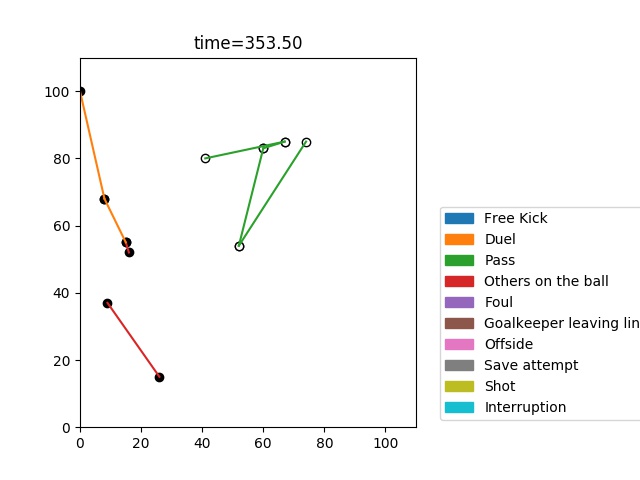 time=353.50
100
80
60
40
20
0
0 20 40 60 80 100
Free Kick
Duel
Pass
Others on the ball
Foul
Goalkeeper leaving lin
Offside
Save attempt
Shot
Interruption